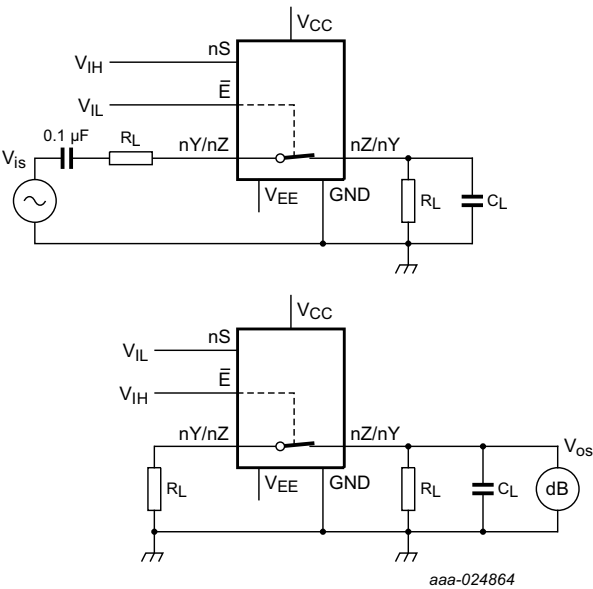 VCC
nS
VIH
E̅
VIL
0.1 µF
RL
nY/nZ
nZ/nY
Vis
VEE
GND
RL
CL
VCC
nS
VIL
E̅
VIH
nY/nZ
nZ/nY
Vos
RL
VEE
GND
RL
CL
dB
aaa-024864